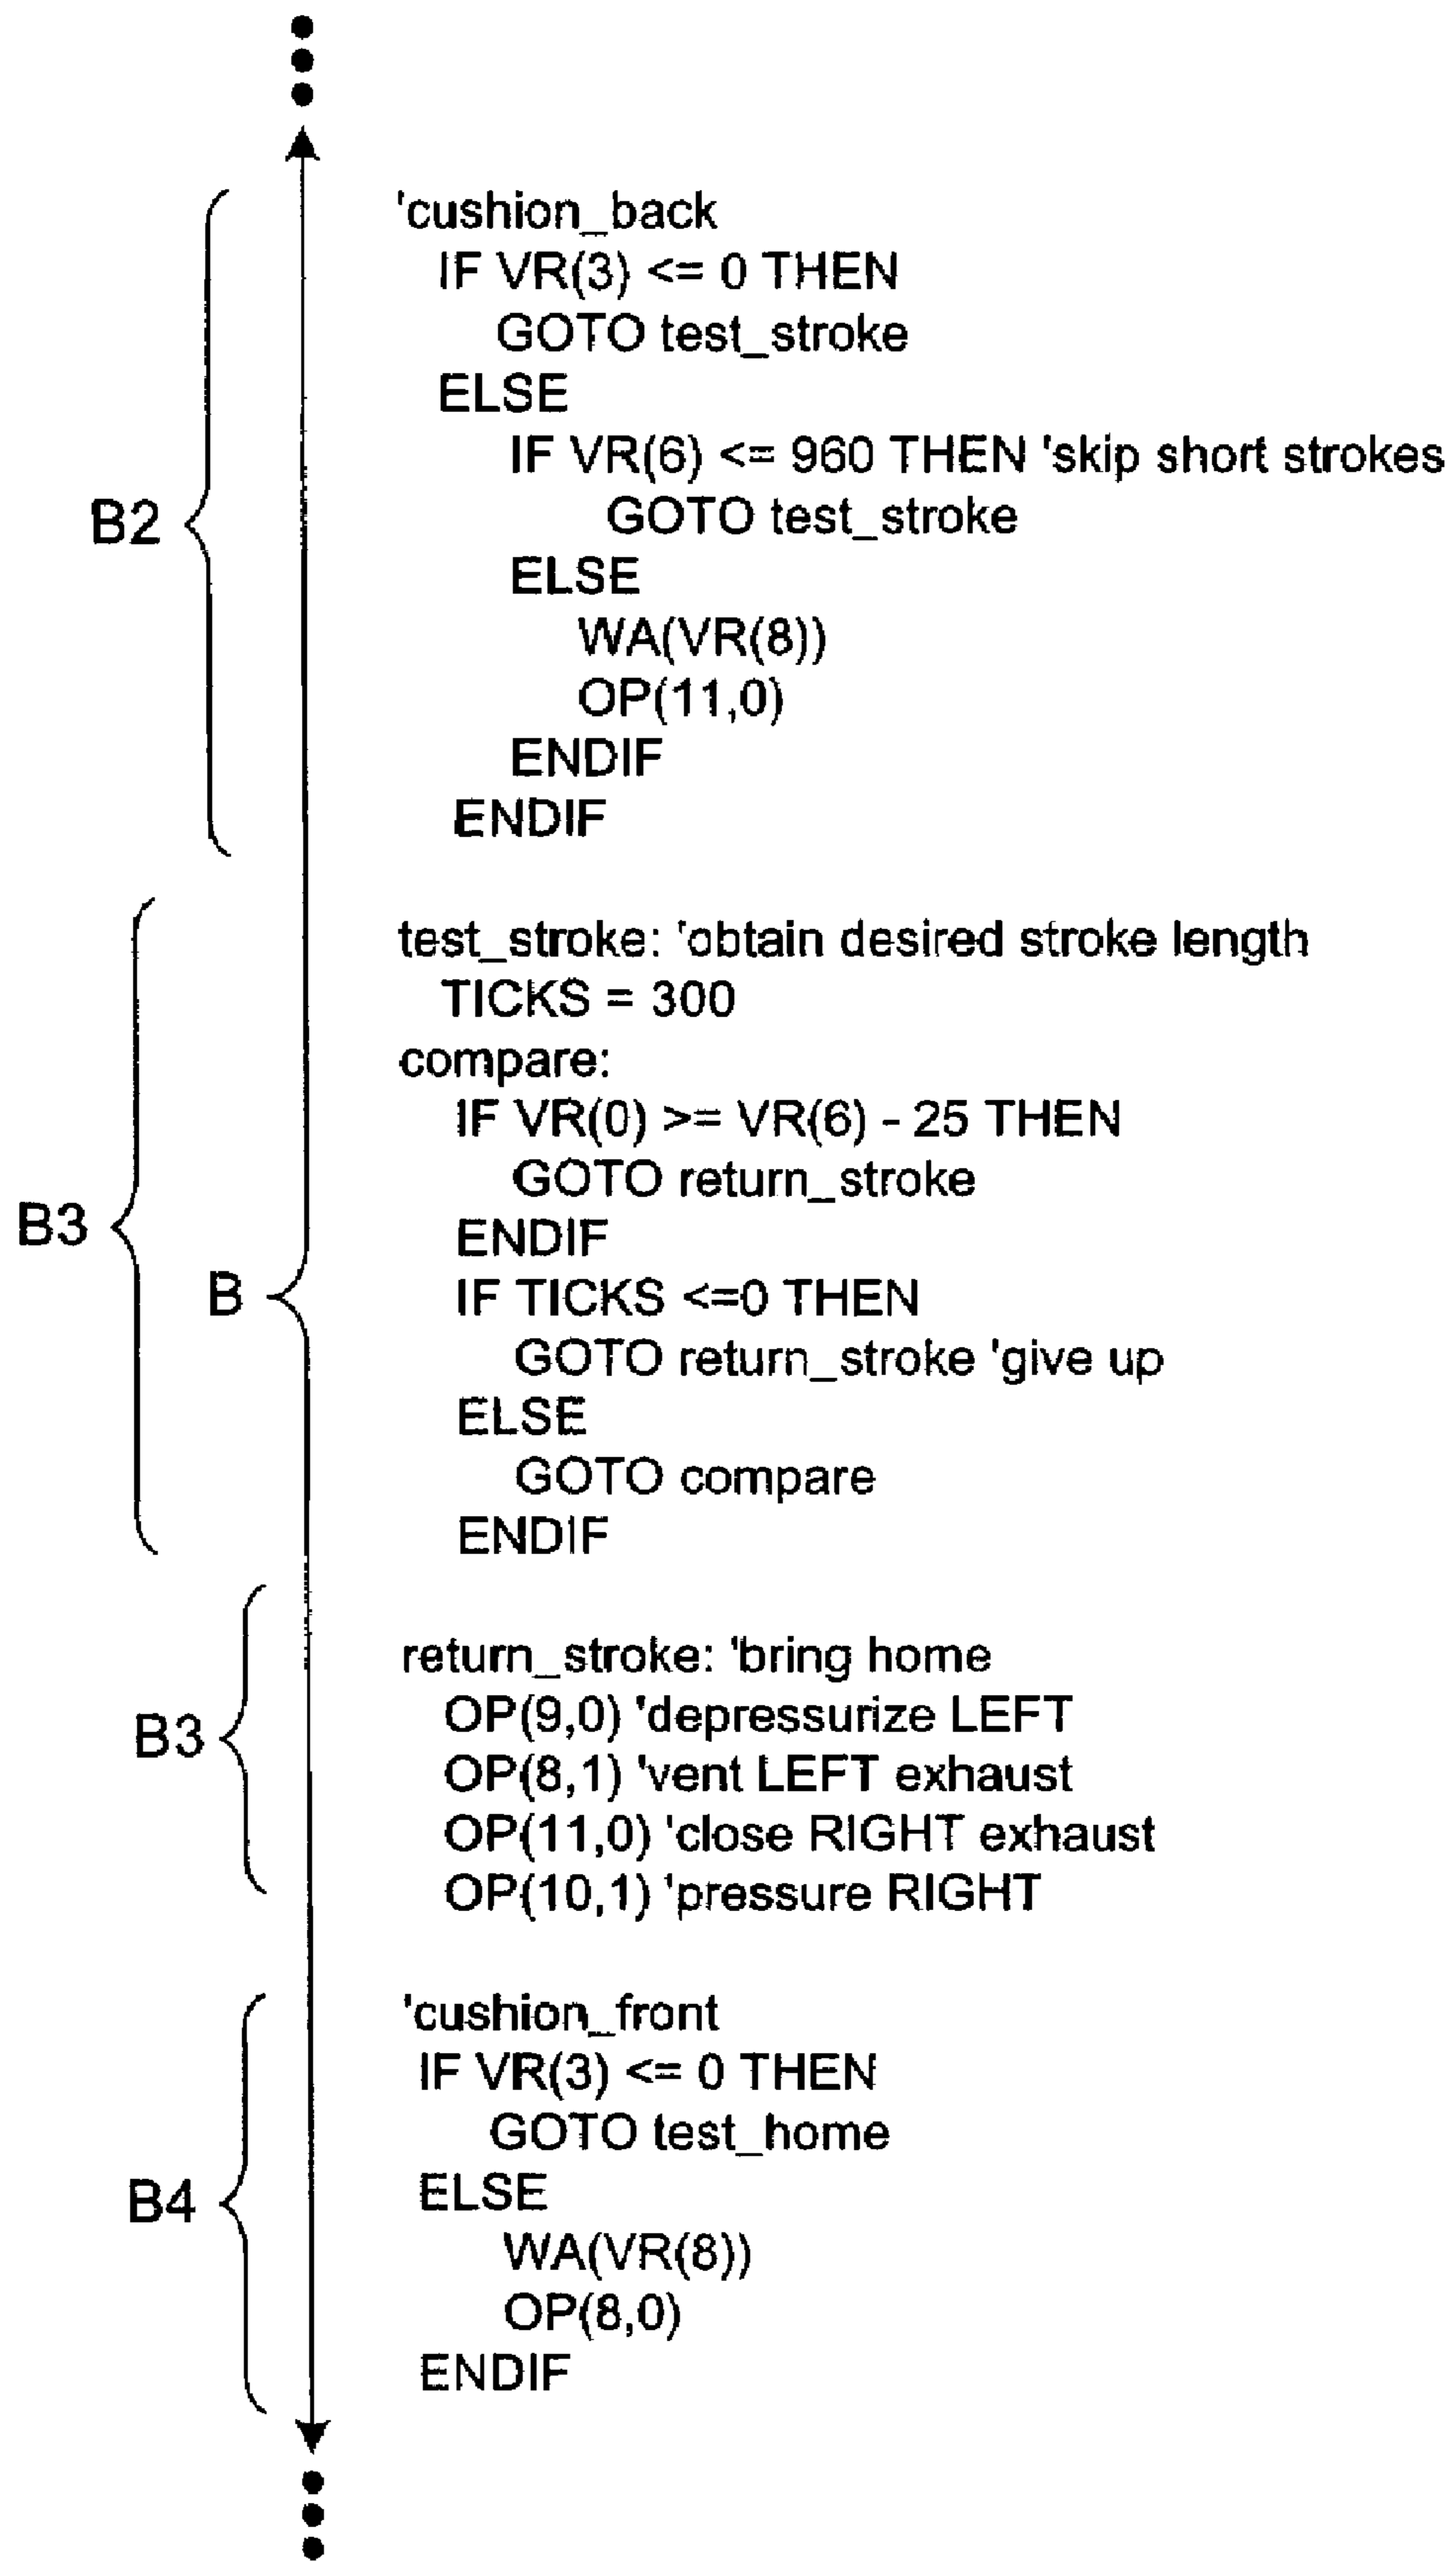 'cushion_back
IF VR(3) <= 0 THEN
GOTO test_stroke
ELSE
IF VR(6) <= 960 THEN 'skip short strokes
GOTO test_stroke
ELSE
WA(VR(8))
OP(11,0)
ENDIF
ENDIF
B2
test_stroke: 'obtain desired stroke length
TICKS = 300
compare:
IF VR(0) >= VR(6) - 25 THEN
GOTO return_stroke
ENDIF
IF TICKS <=0 THEN
GOTO return_stroke 'give up
ELSE
GOTO compare
ENDIF
B3
B
return_stroke: 'bring home
OP(9,0) 'depressurize LEFT
OP(8,1) 'vent LEFT exhaust
OP(11,0) 'close RIGHT exhaust
OP(10,1) 'pressure RIGHT
B3
'cushion_front
IF VR(3) <= 0 THEN
GOTO test_home
ELSE
WA(VR(8))
OP(8,0)
ENDIF
B4